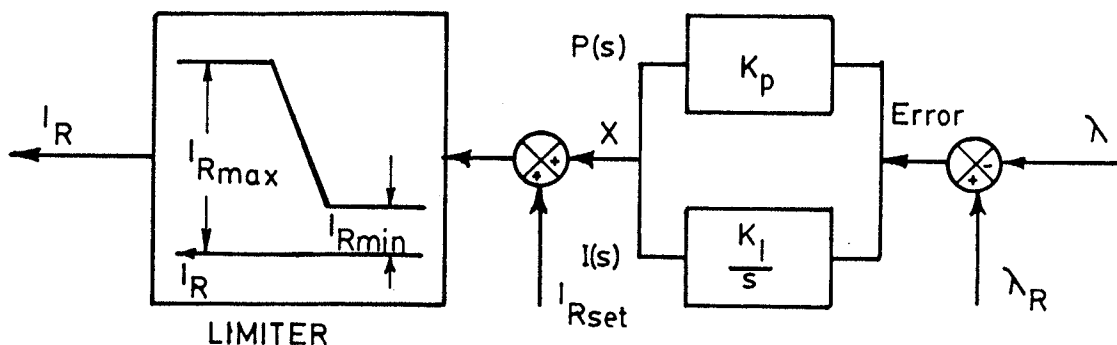 P(s)
K_p
Error
λ
I_R
I_Rmax
X
+
+
+
-
I_Rmin
I_R
I(s)
K_I
s
I_Rset
λ_R
LIMITER